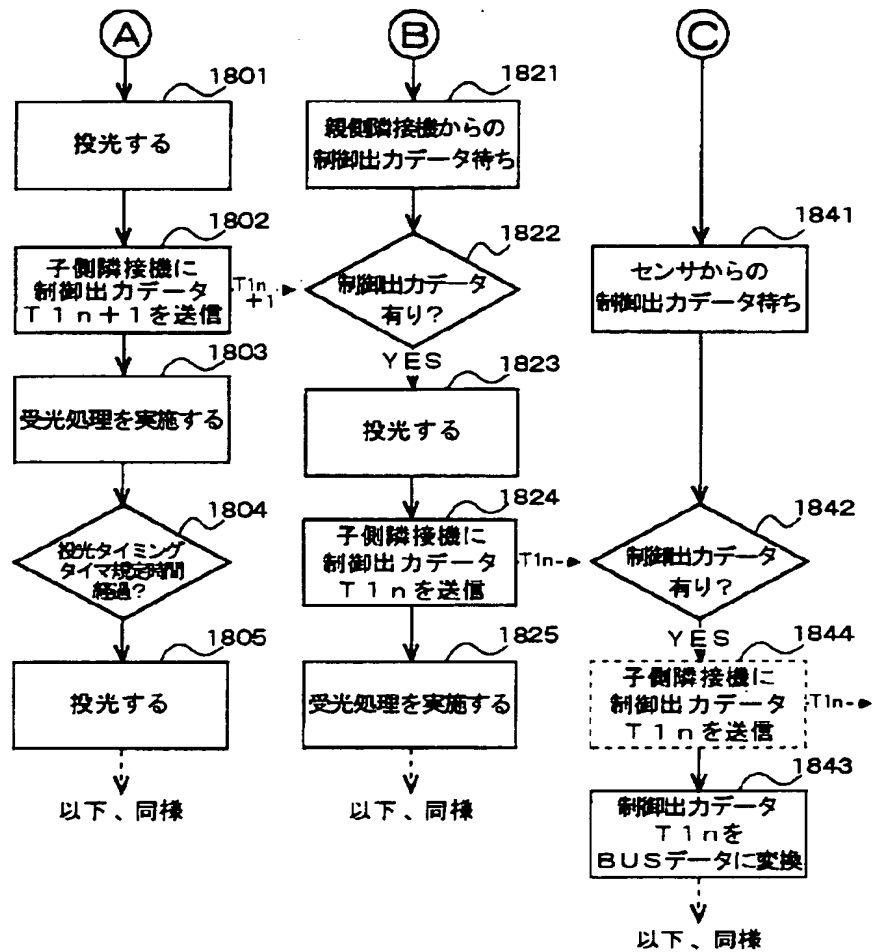 A
1801
投光する
1802
子側隣接機に
制御出力データ
T1n+1を送信
T1n
+1
1803
受光処理を実施する
1804
投光タイミング
タイマ規定時間
経過?
1805
投光する
以下、同様
B
1821
親側隣接機からの
制御出力データ待ち
1822
制御出力データ
有り?
YES
1823
投光する
1824
子側隣接機に
制御出力データ
T1nを送信
T1n
1825
受光処理を実施する
以下、同様
C
1841
センサからの
制御出力データ待ち
1842
制御出力データ
有り?
YES
1844
子側隣接機に
制御出力データ
T1nを送信
T1n
1843
制御出力データ
T1nを
BUSデータに変換
以下、同様